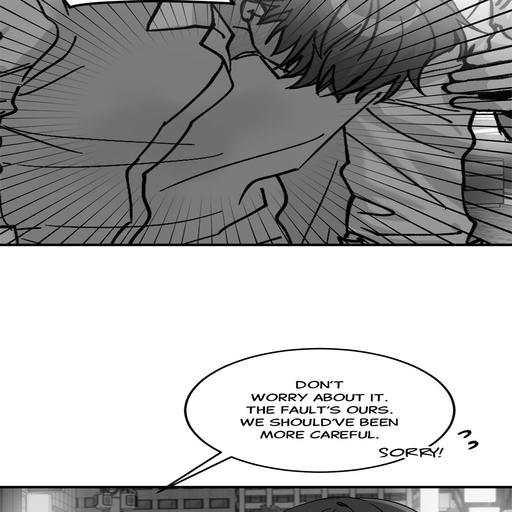 DON'T
WORRY ABOUT IT.
THE FAULT'S OURS.
WE SHOULD'VE BEEN
MORE CAREFUL.
SORRY!